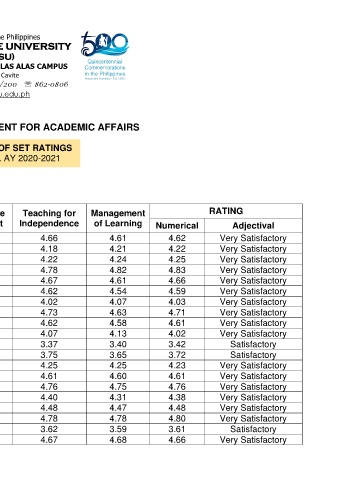 e Philippines
E UNIVERSITY
SU)
LAS ALAS CAMPUS
Cavite
/200 ☏ 862-0806
u.edu.ph
500
Quincentennial
Commemorations
in the Philippines
ENT FOR ACADEMIC AFFAIRS
OF SET RATINGS
, AY 2020-2021
e Teaching for Management RATING
t Independence of Learning Numerical Adjectival
4.66 4.61 4.62 Very Satisfactory
4.18 4.21 4.22 Very Satisfactory
4.22 4.24 4.25 Very Satisfactory
4.78 4.82 4.83 Very Satisfactory
4.67 4.61 4.66 Very Satisfactory
4.62 4.54 4.59 Very Satisfactory
4.02 4.07 4.03 Very Satisfactory
4.73 4.63 4.71 Very Satisfactory
4.62 4.58 4.61 Very Satisfactory
4.07 4.13 4.02 Very Satisfactory
3.37 3.40 3.42 Satisfactory
3.75 3.65 3.72 Satisfactory
4.25 4.25 4.23 Very Satisfactory
4.61 4.60 4.61 Very Satisfactory
4.76 4.75 4.76 Very Satisfactory
4.40 4.31 4.38 Very Satisfactory
4.48 4.47 4.48 Very Satisfactory
4.78 4.78 4.80 Very Satisfactory
3.62 3.59 3.61 Satisfactory
4.67 4.68 4.66 Very Satisfactory